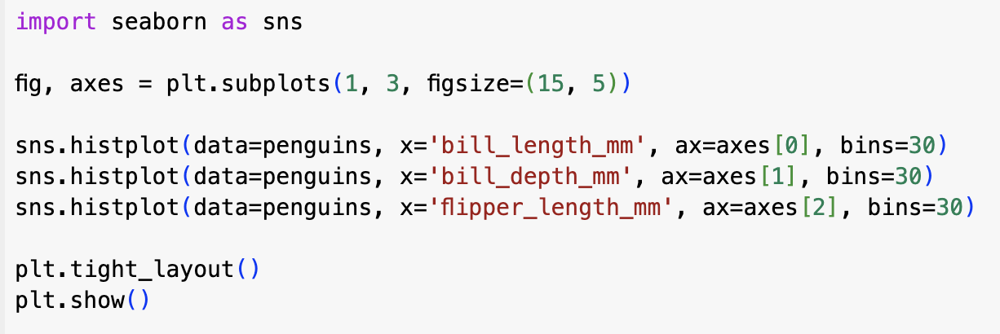 import seaborn as sns
fig, axes = plt.subplots(1, 3, figsize=(15, 5))
sns.histplot(data=penguins, x='bill_length_mm', ax=axes[0], bins=30)
sns.histplot(data=penguins, x='bill_depth_mm', ax=axes[1], bins=30)
sns.histplot(data=penguins, x='flipper_length_mm', ax=axes[2], bins=30)
plt.tight_layout()
plt.show()